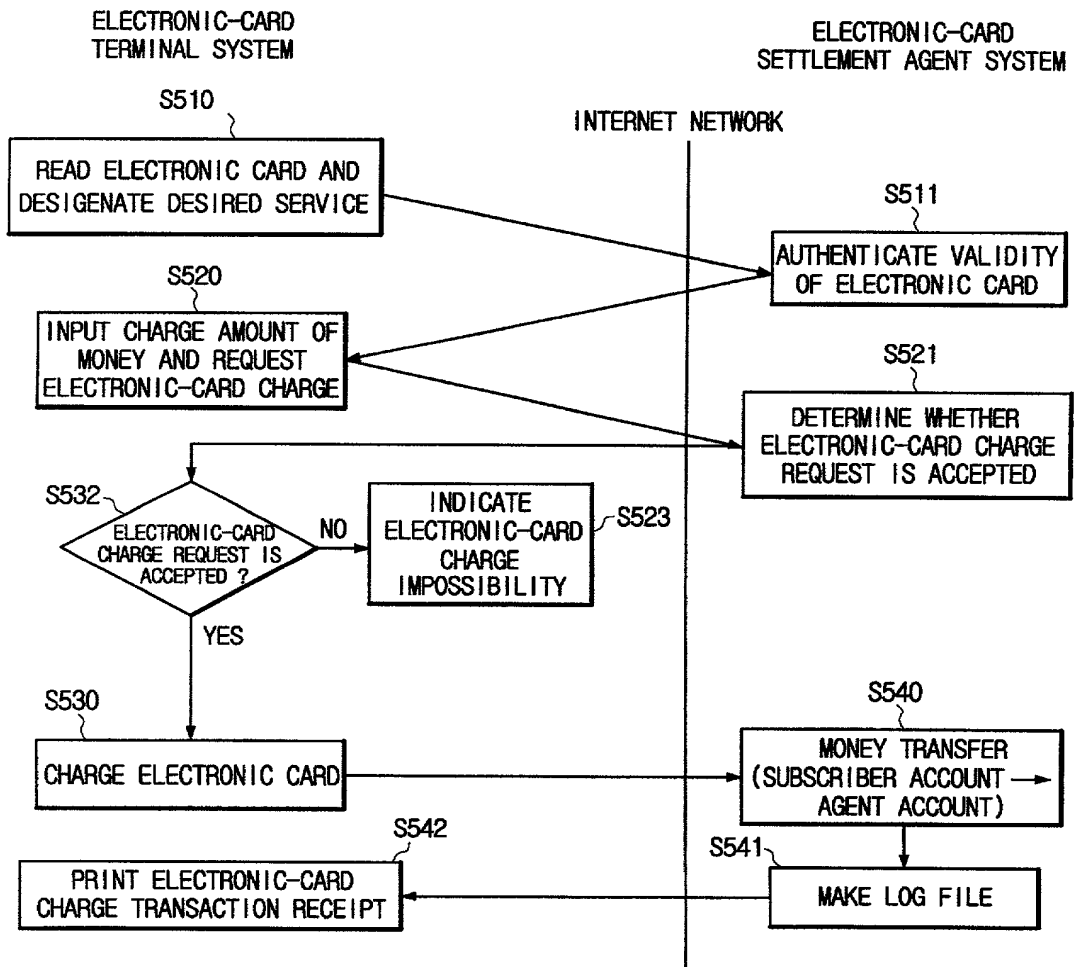 ELECTRONIC-CARD
TERMINAL SYSTEM
ELECTRONIC-CARD
SETTLEMENT AGENT SYSTEM
INTERNET NETWORK
S510
READ ELECTRONIC CARD AND
DESIGENATE DESIRED SERVICE
S511
AUTHENTICATE VALIDITY
OF ELECTRONIC CARD
S520
INPUT CHARGE AMOUNT OF
MONEY AND REQUEST
ELECTRONIC-CARD CHARGE
S521
DETERMINE WHETHER
ELECTRONIC-CARD CHARGE
REQUEST IS ACCEPTED
S532
ELECTRONIC-CARD
CHARGE REQUEST IS
ACCEPTED ?
NO
INDICATE
ELECTRONIC-CARD
CHARGE
IMPOSSIBILITY
S523
YES
S530
CHARGE ELECTRONIC CARD
S540
MONEY TRANSFER
(SUBSCRIBER ACCOUNT →
AGENT ACCOUNT)
S541
MAKE LOG FILE
S542
PRINT ELECTRONIC-CARD
CHARGE TRANSACTION RECEIPT